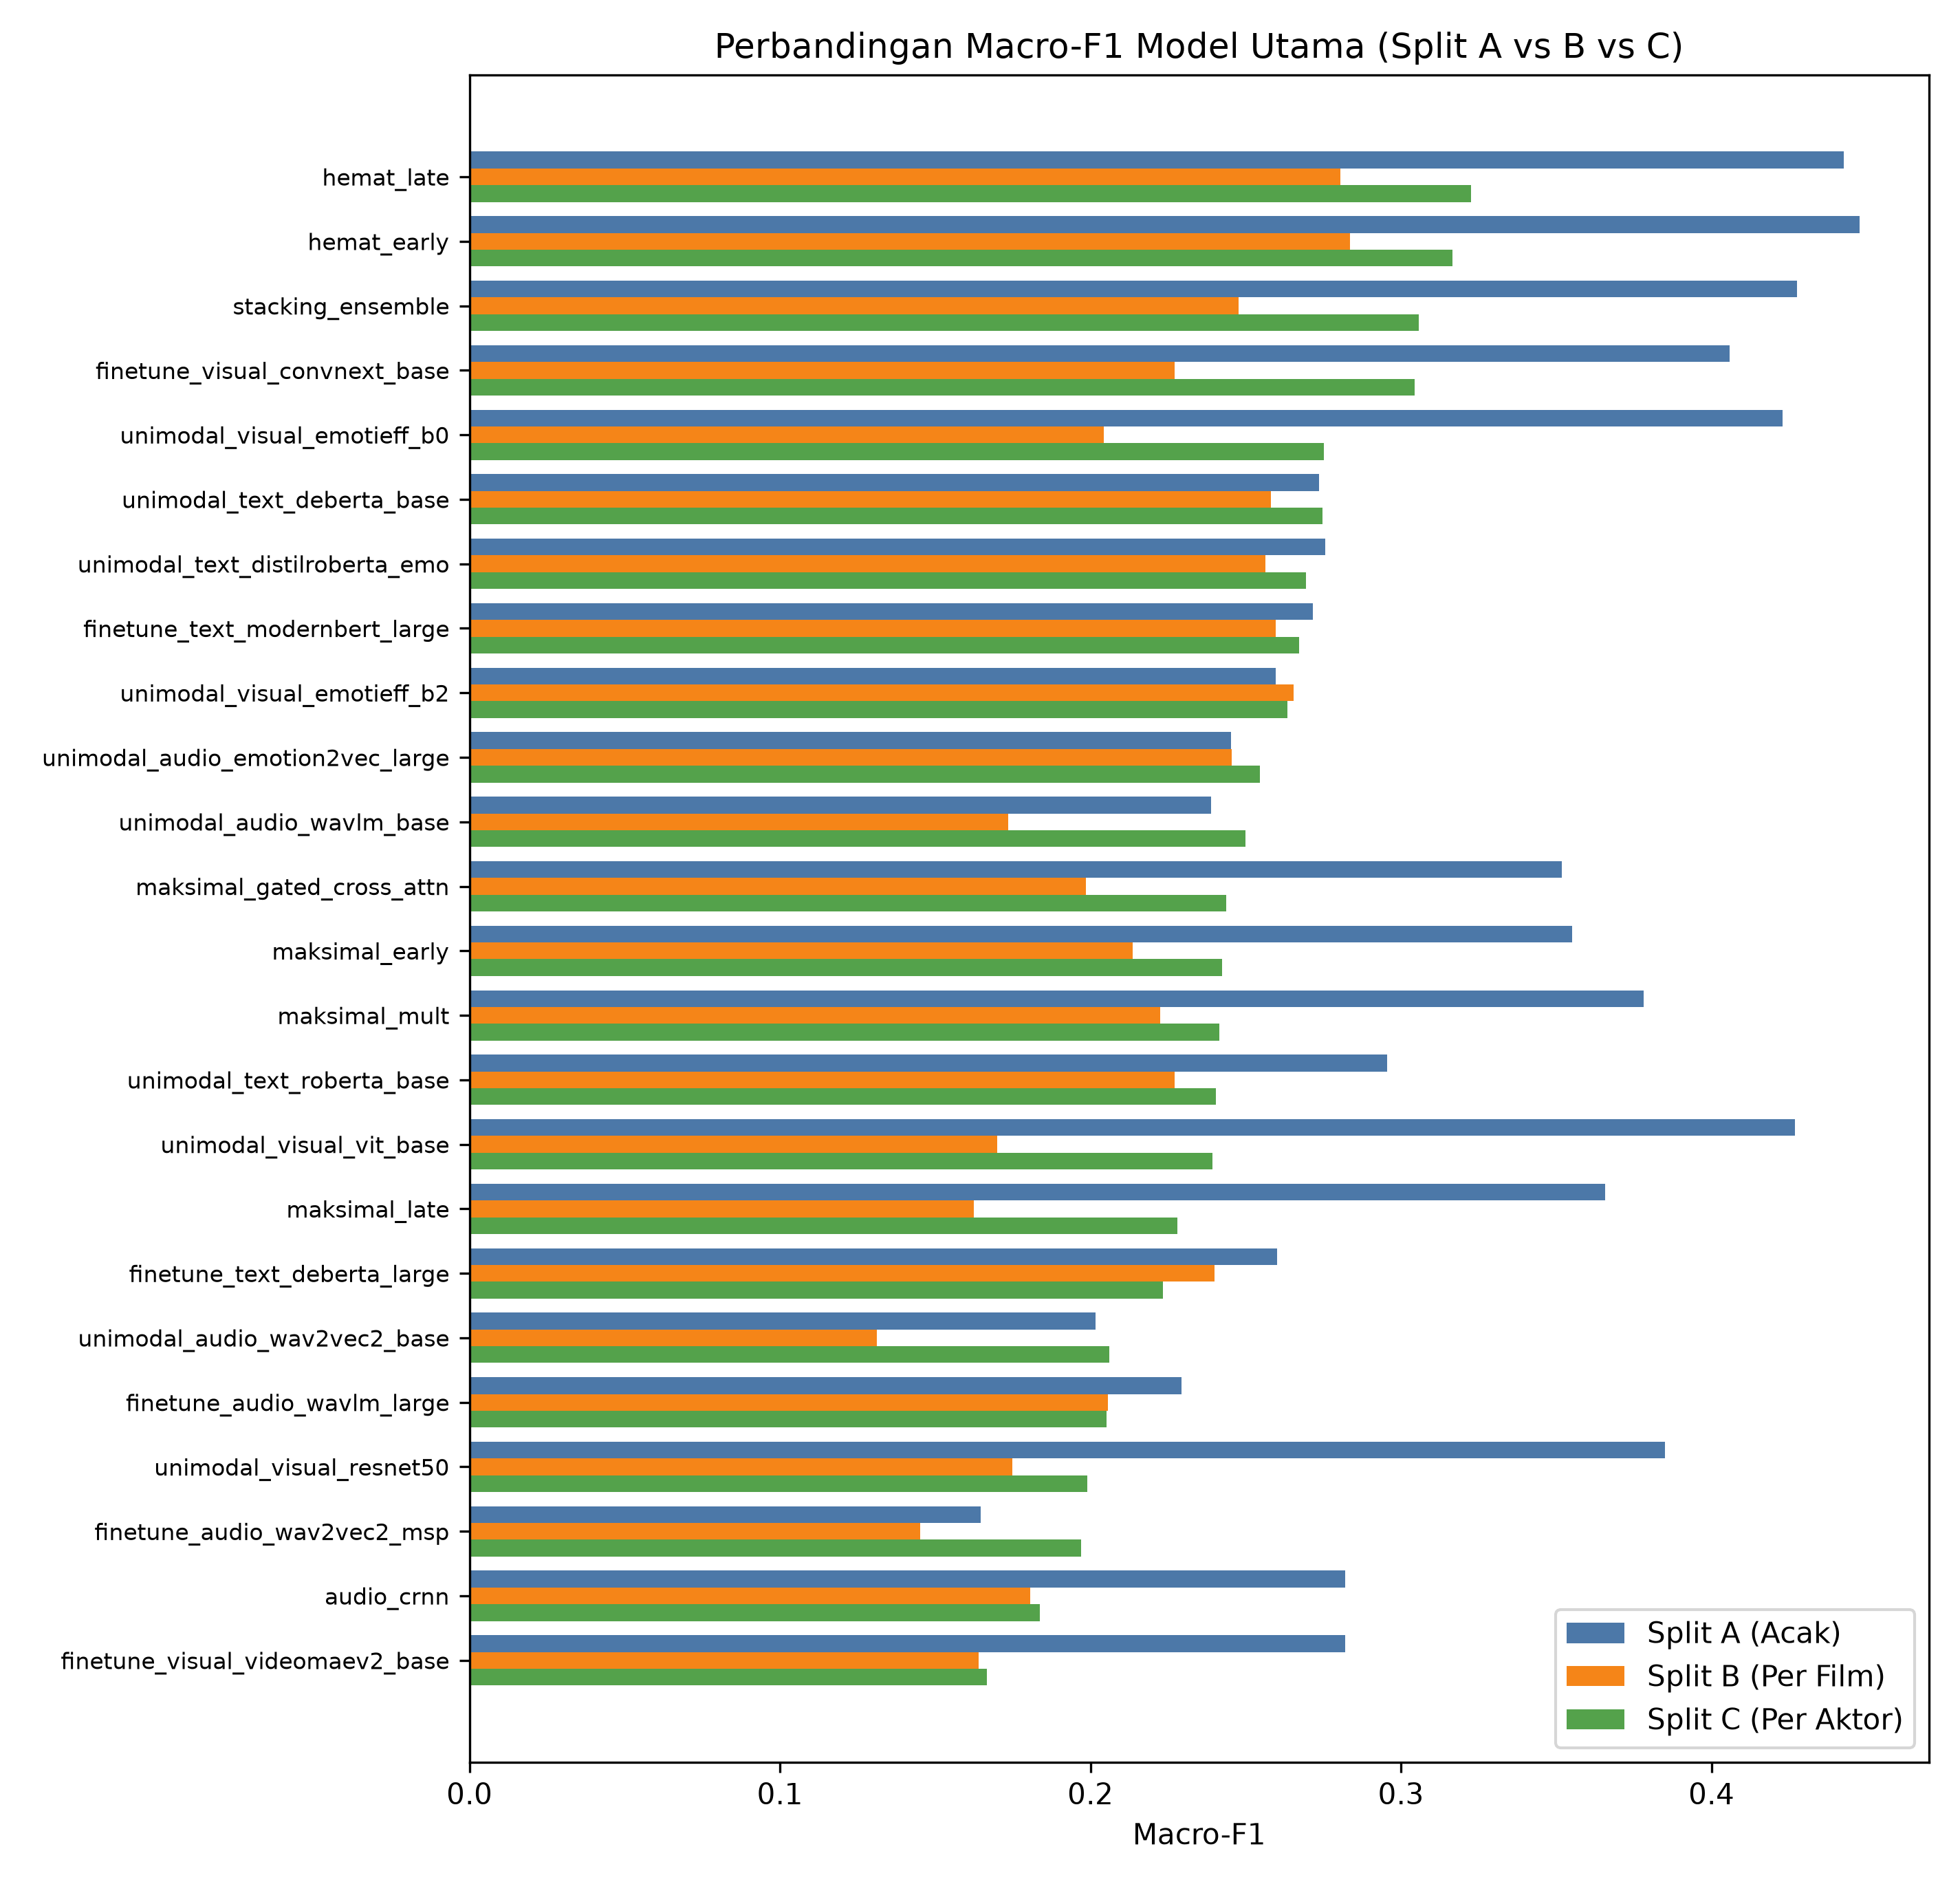 Perbandingan Macro-F1 Model Utama (Split A vs B vs C)
hemat_late
hemat_early
stacking_ensemble
finetune_visual_convnext_base
unimodal_visual_emotieff_b0
unimodal_text_deberta_base
unimodal_text_distilroberta_emo
finetune_text_modernbert_large
unimodal_visual_emotieff_b2
unimodal_audio_emotion2vec_large
unimodal_audio_wavlm_base
maksimal_gated_cross_attn
maksimal_early
maksimal_mult
unimodal_text_roberta_base
unimodal_visual_vit_base
maksimal_late
finetune_text_deberta_large
unimodal_audio_wav2vec2_base
finetune_audio_wavlm_large
unimodal_visual_resnet50
finetune_audio_wav2vec2_msp
audio_crnn
finetune_visual_videomaev2_base
Split A (Acak)
Split B (Per Film)
Split C (Per Aktor)
0.0 0.1 0.2 0.3 0.4
Macro-F1